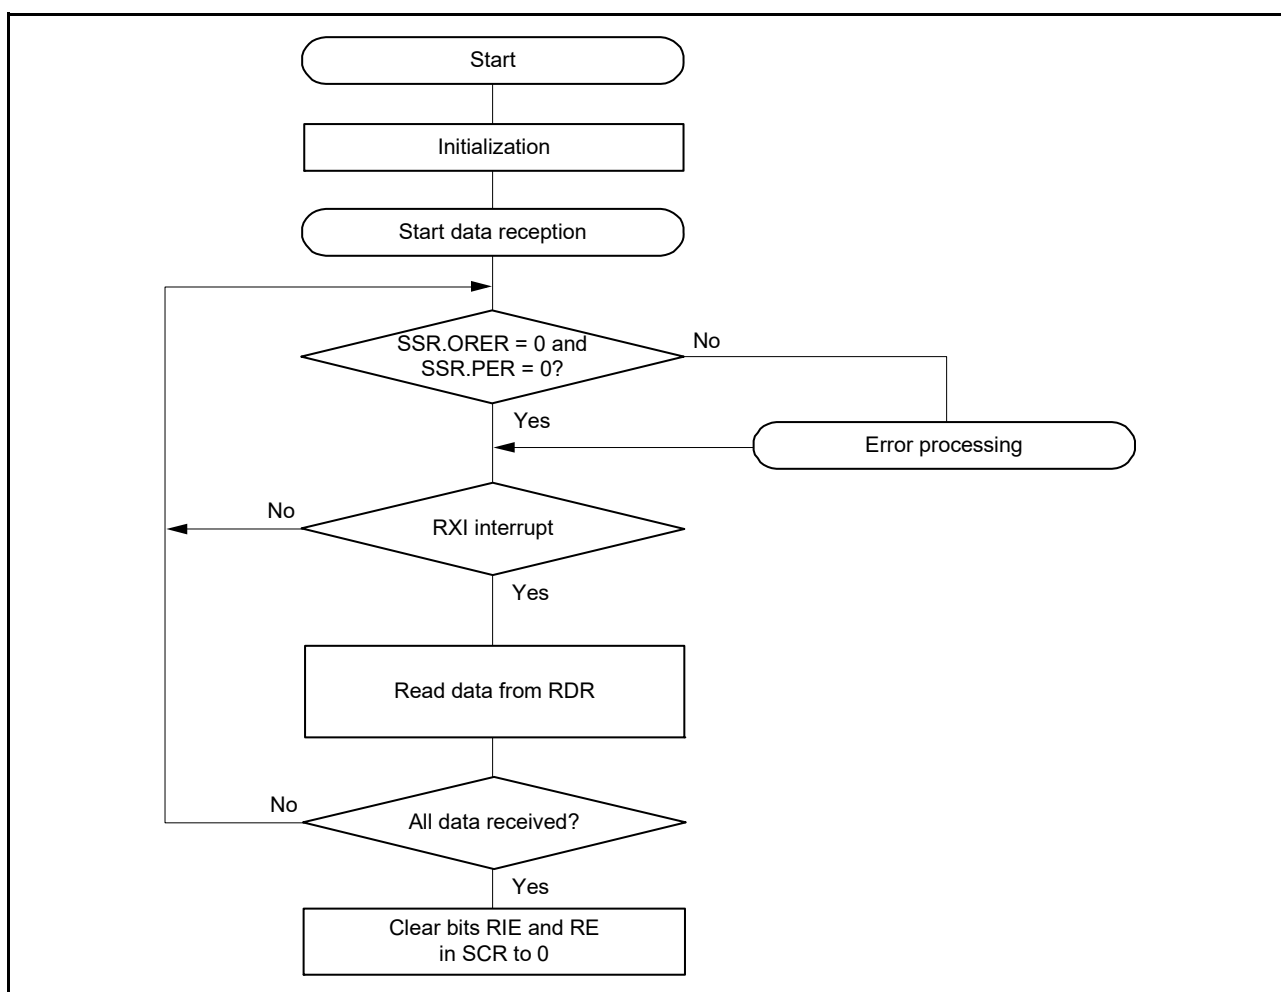 Start
Initialization
Start data reception
SSR.ORER = 0 and
SSR.PER = 0?
No
Yes
Error processing
No
RXI interrupt
Yes
Read data from RDR
No
All data received?
Yes
Clear bits RIE and RE
in SCR to 0